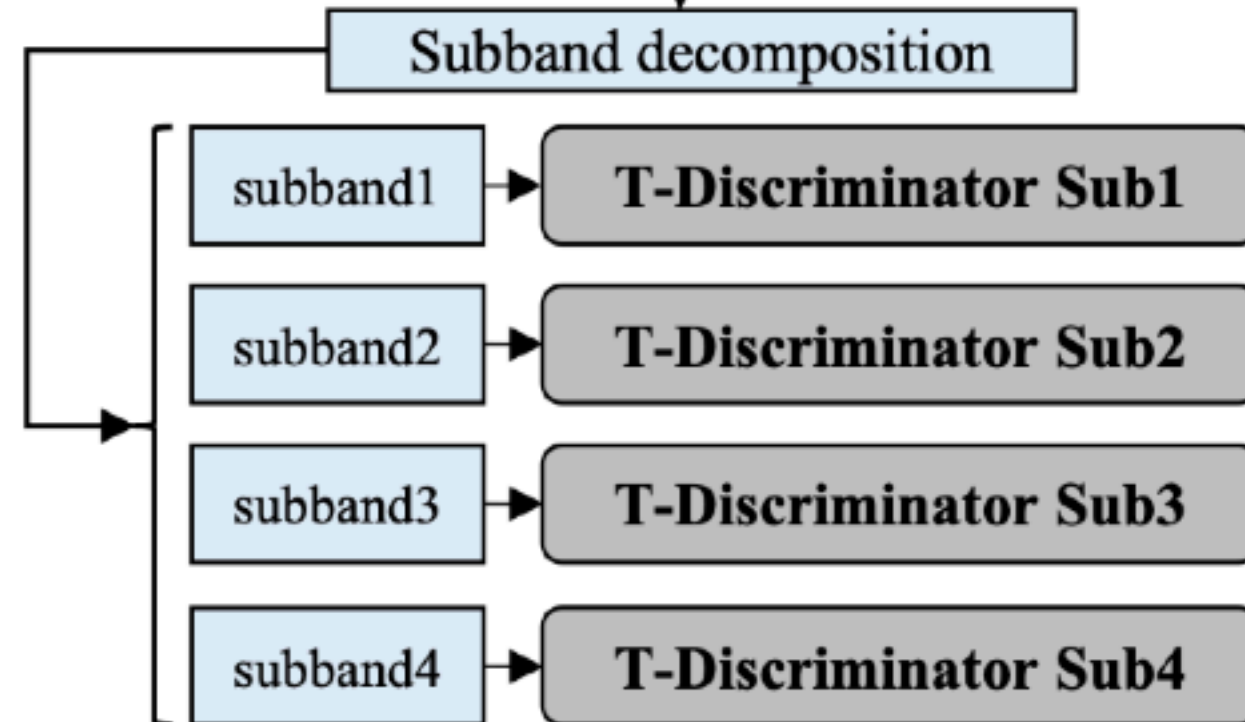 Subband decomposition
subband1
T-Discriminator Sub1
subband2
T-Discriminator Sub2
subband3
T-Discriminator Sub3
subband4
T-Discriminator Sub4